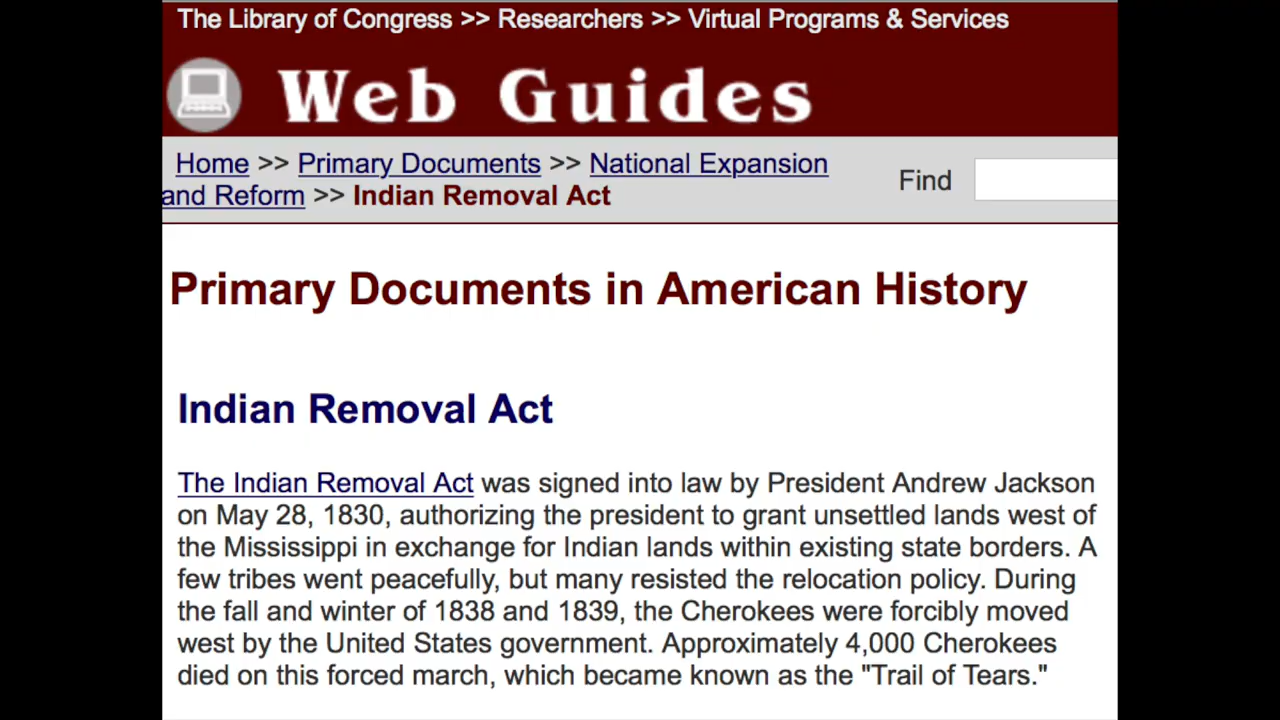 The Library of Congress >> Researchers >> Virtual Programs & Services
Web Guides
Home >> Primary Documents >> National Expansion
and Reform >> Indian Removal Act
Find
Primary Documents in American History
Indian Removal Act
The Indian Removal Act was signed into law by President Andrew Jackson
on May 28, 1830, authorizing the president to grant unsettled lands west of
the Mississippi in exchange for Indian lands within existing state borders. A
few tribes went peacefully, but many resisted the relocation policy. During
the fall and winter of 1838 and 1839, the Cherokees were forcibly moved
west by the United States government. Approximately 4,000 Cherokees
died on this forced march, which became known as the "Trail of Tears."